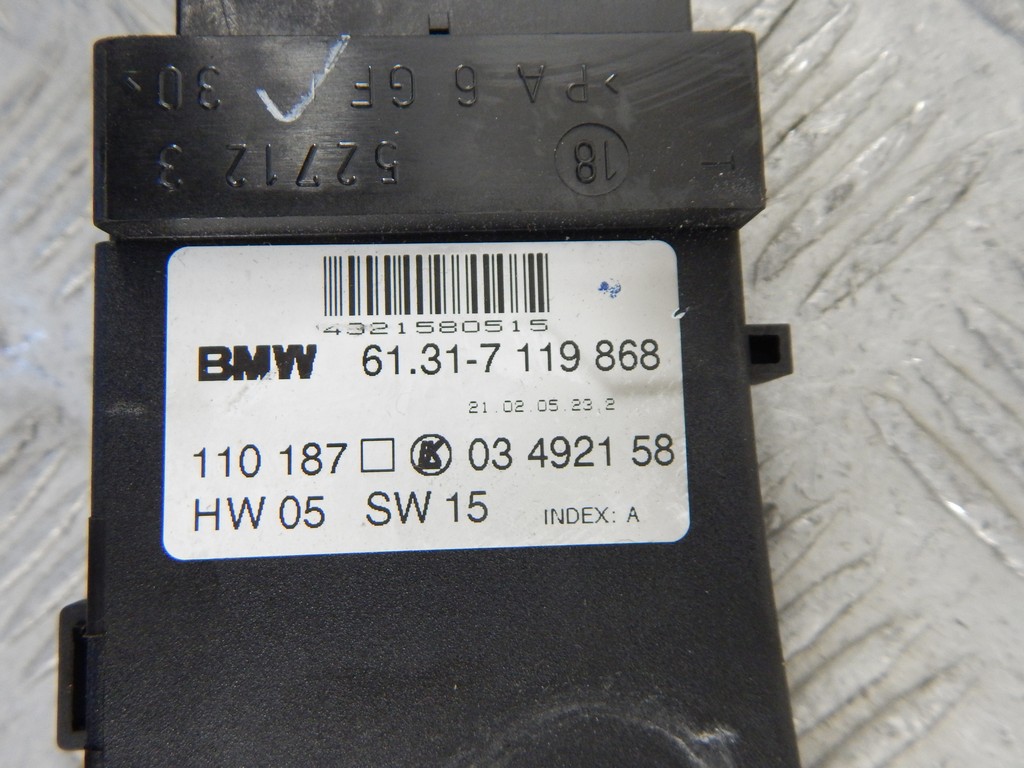 >PA 6 GF 30<
18 52712 3
4321580515
BMW 61.31-7 119 868
21.02.05.23.2
110 187 □ K 03 4921 58
HW 05 SW 15 INDEX: A